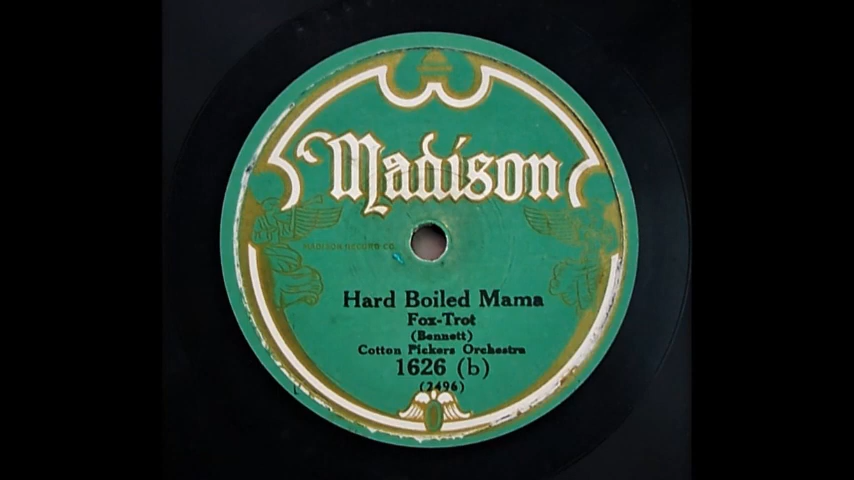 Madison
MADISON RECORD CO.
Hard Boiled Mama
Fox-Trot
(Bennett)
Cotton Pickers Orchestra
1626 (b)
(2496)